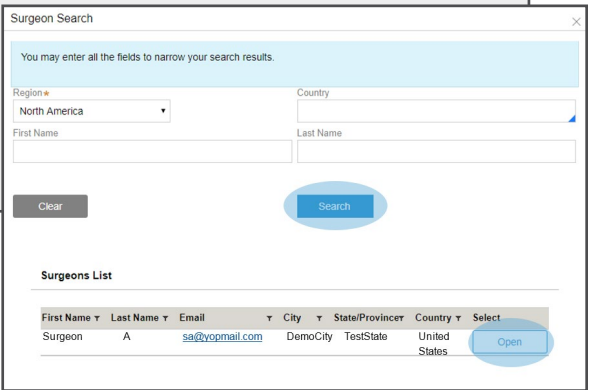 Surgeon Search
You may enter all the fields to narrow your search results.
Region* Country
North America
First Name Last Name
Clear Search
Surgeons List
First Name Last Name Email City State/Province Country Select
Surgeon A sa@yopmail.com DemoCity TestState United States Open